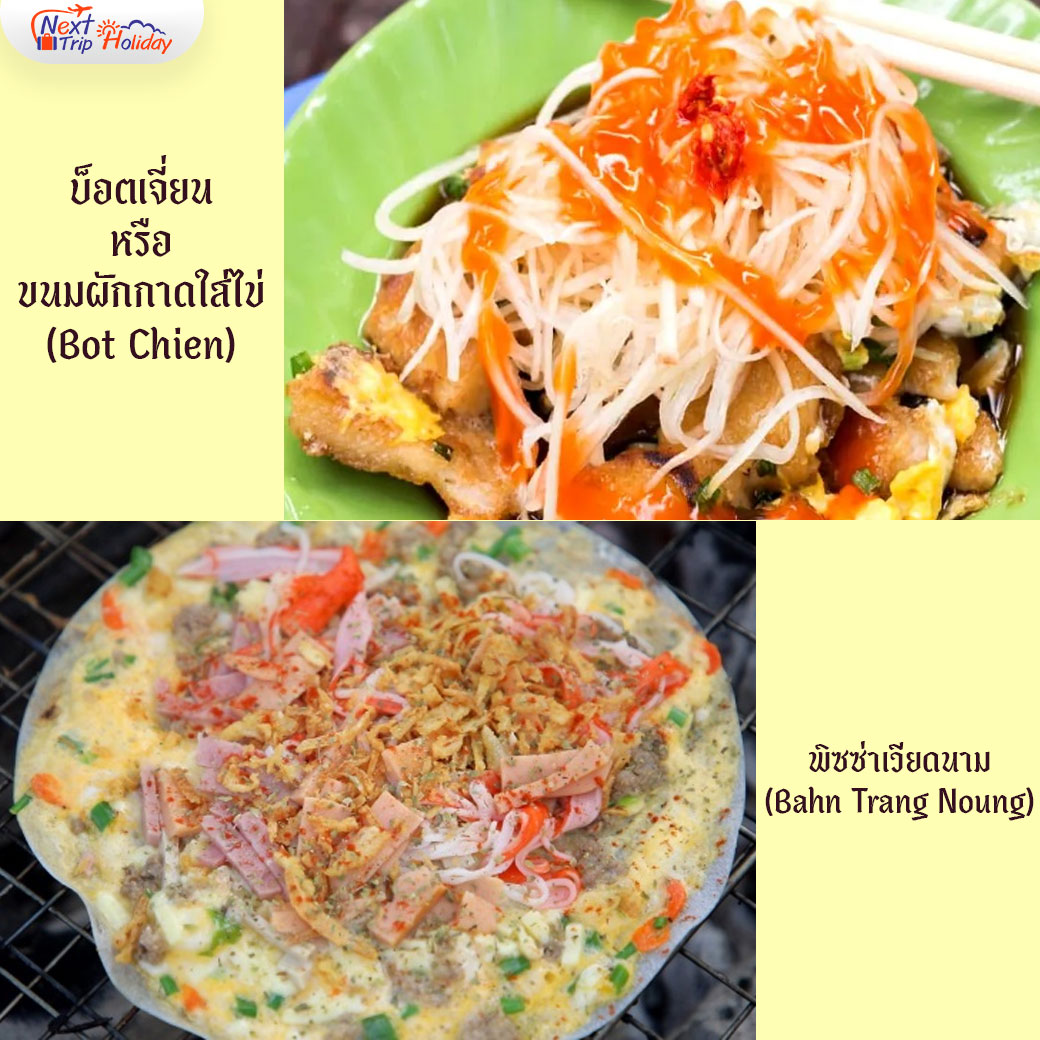 Next
Trip Holiday
บ็อตเจี่ยน
หรือ
ขนมผักกาดใส่ไข่
(Bot Chien)
พิซซ่าเวียดนาม
(Bahn Trang Noung)